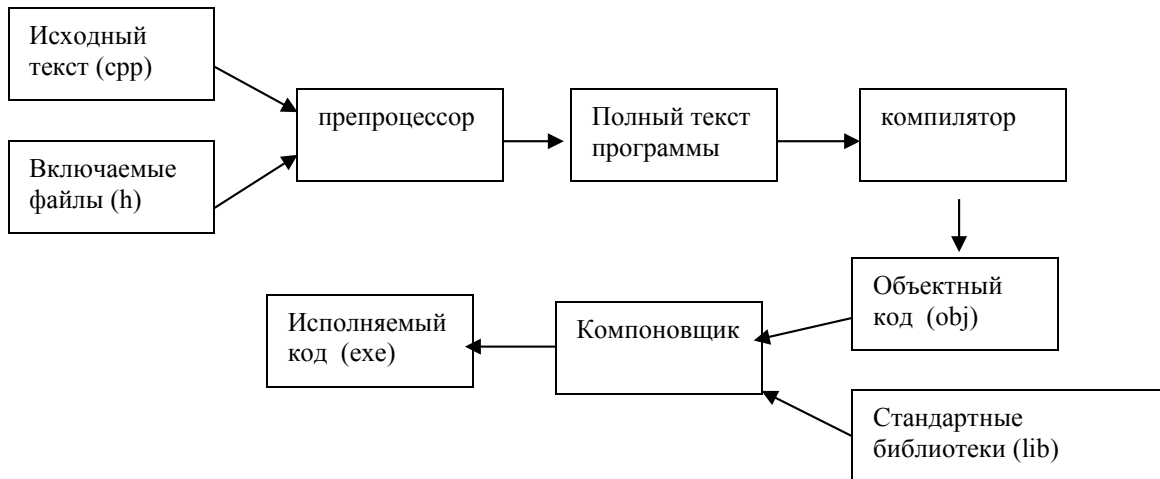 Исходный
текст (cpp)
Включаемые
файлы (h)
препроцессор
Полный текст
программы
компилятор
Объектный
код (obj)
Компоновщик
Исполняемый
код (exe)
Стандартные
библиотеки (lib)